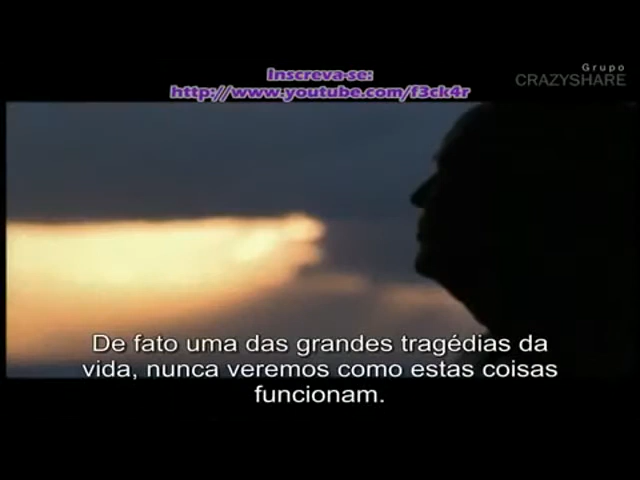 Grupo
CRAZYSHARE
Inscreva-se:
http://www.youtube.com/f3ck4r
De fato uma das grandes tragédias da
vida, nunca veremos como estas coisas
funcionam.